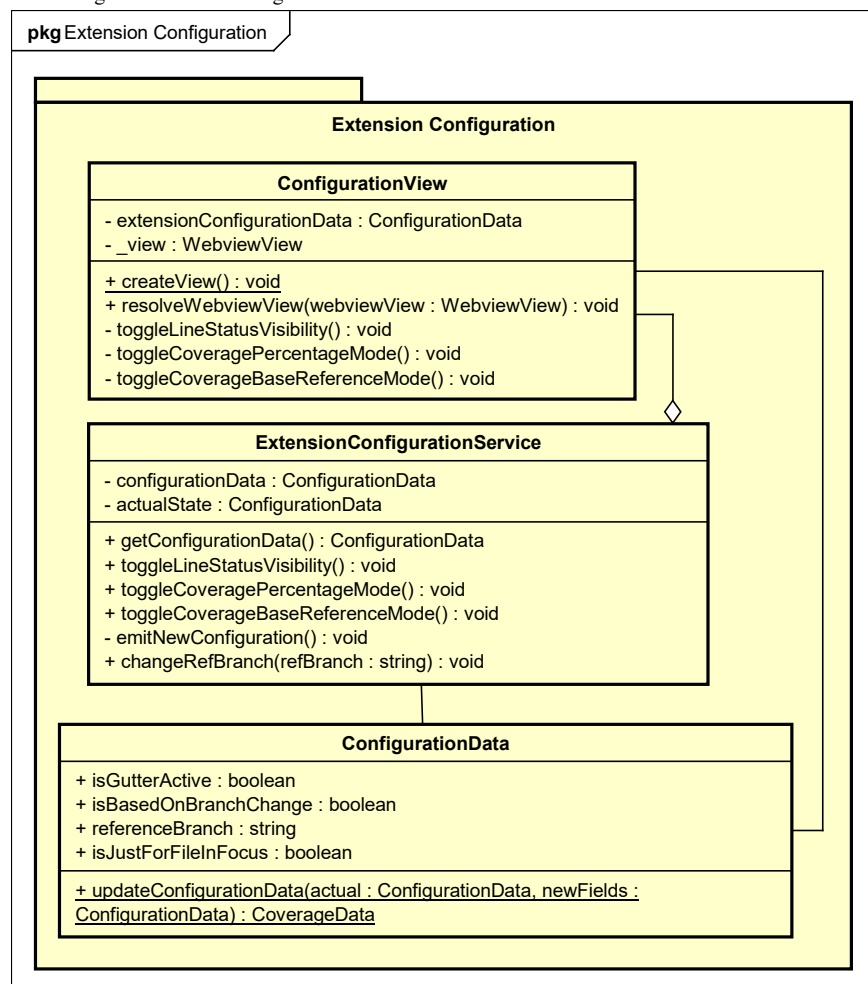 pkg Extension Configuration
Extension Configuration
ConfigurationView
- extensionConfigurationData : ConfigurationData
- _view : WebviewView
+ createView() : void
+ resolveWebviewView(webviewView : WebviewView) : void
- toggleLineStatusVisibility() : void
- toggleCoveragePercentageMode() : void
- toggleCoverageBaseReferenceMode() : void
ExtensionConfigurationService
- configurationData : ConfigurationData
- actualState : ConfigurationData
+ getConfigurationData() : ConfigurationData
+ toggleLineStatusVisibility() : void
+ toggleCoveragePercentageMode() : void
+ toggleCoverageBaseReferenceMode() : void
- emitNewConfiguration() : void
+ changeRefBranch(refBranch : string) : void
ConfigurationData
+ isGutterActive : boolean
+ isBasedOnBranchChange : boolean
+ referenceBranch : string
+ isJustForFileInFocus : boolean
+ updateConfigurationData(actual : ConfigurationData, newFields :
ConfigurationData) : CoverageData